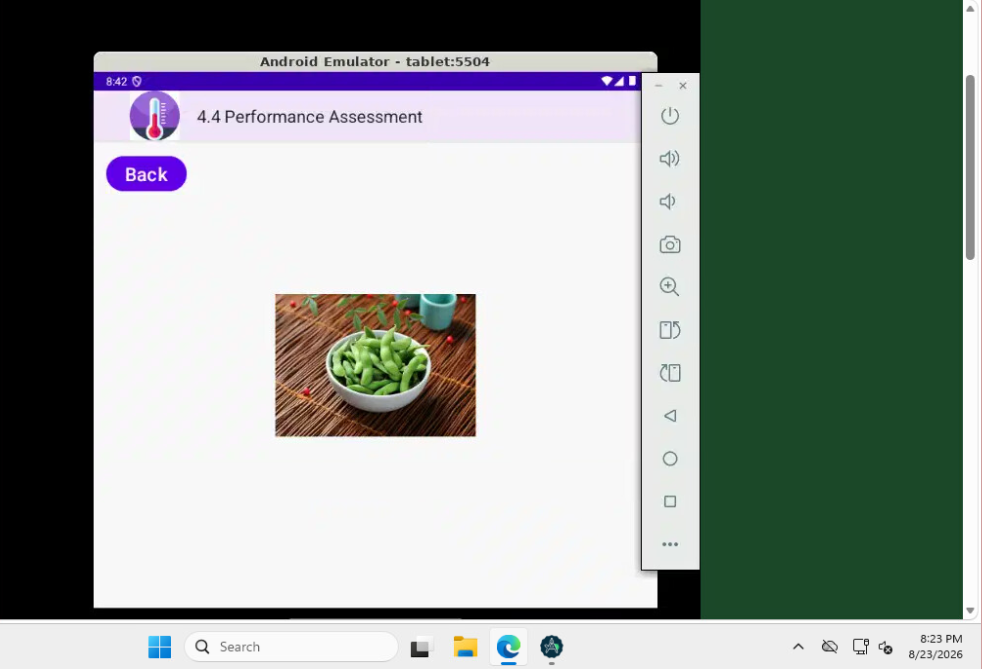 Android Emulator - tablet:5504
8:42
4.4 Performance Assessment
Back
Search
8:23 PM
8/23/2026